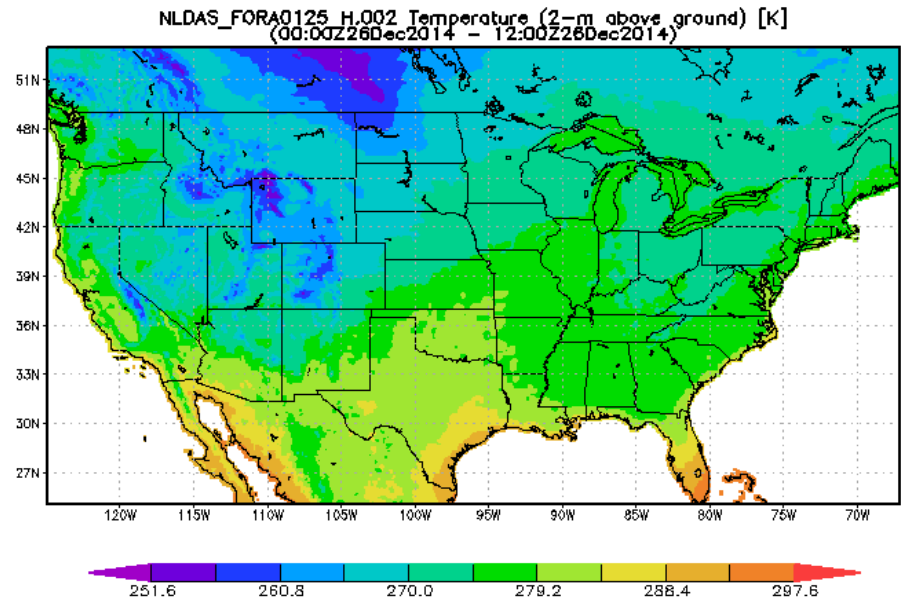 NLDAS_FORA0125_H.002 Temperature (2-m above ground) [K]
(00:00Z26Dec2014 - 12:00Z26Dec2014)
51N
48N
45N
42N
39N
36N
33N
30N
27N
120W 115W 110W 105W 100W 95W 90W 85W 80W 75W 70W
251.6 260.8 270.0 279.2 288.4 297.6